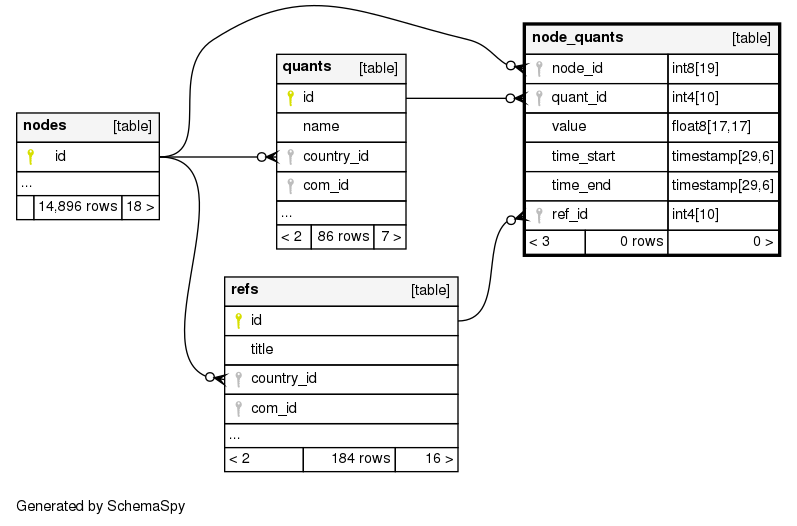 nodes [table]
id
...
14,896 rows 18 >
quants [table]
id
name
country_id
com_id
...
< 2 86 rows 7 >
refs [table]
id
title
country_id
com_id
...
< 2 184 rows 16 >
node_quants [table]
node_id int8[19]
quant_id int4[10]
value float8[17,17]
time_start timestamp[29,6]
time_end timestamp[29,6]
ref_id int4[10]
< 3 0 rows 0 >
Generated by SchemaSpy